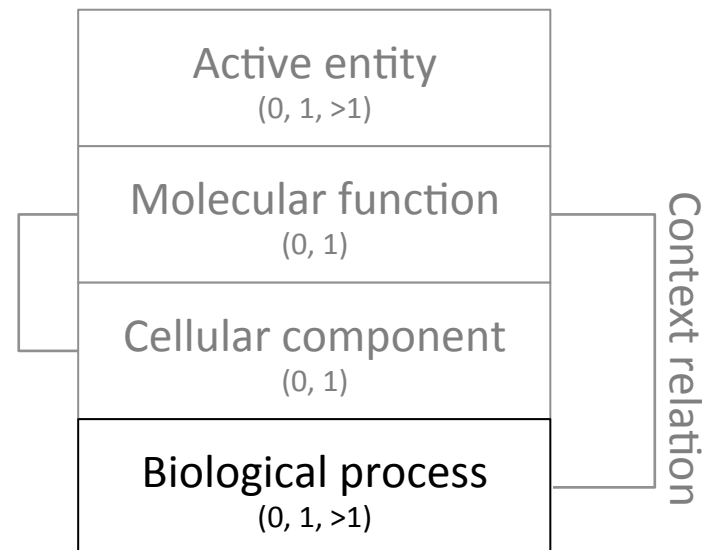 Active entity
(0, 1, >1)
Molecular function
(0, 1)
Cellular component
(0, 1)
Biological process
(0, 1, >1)
Context relation